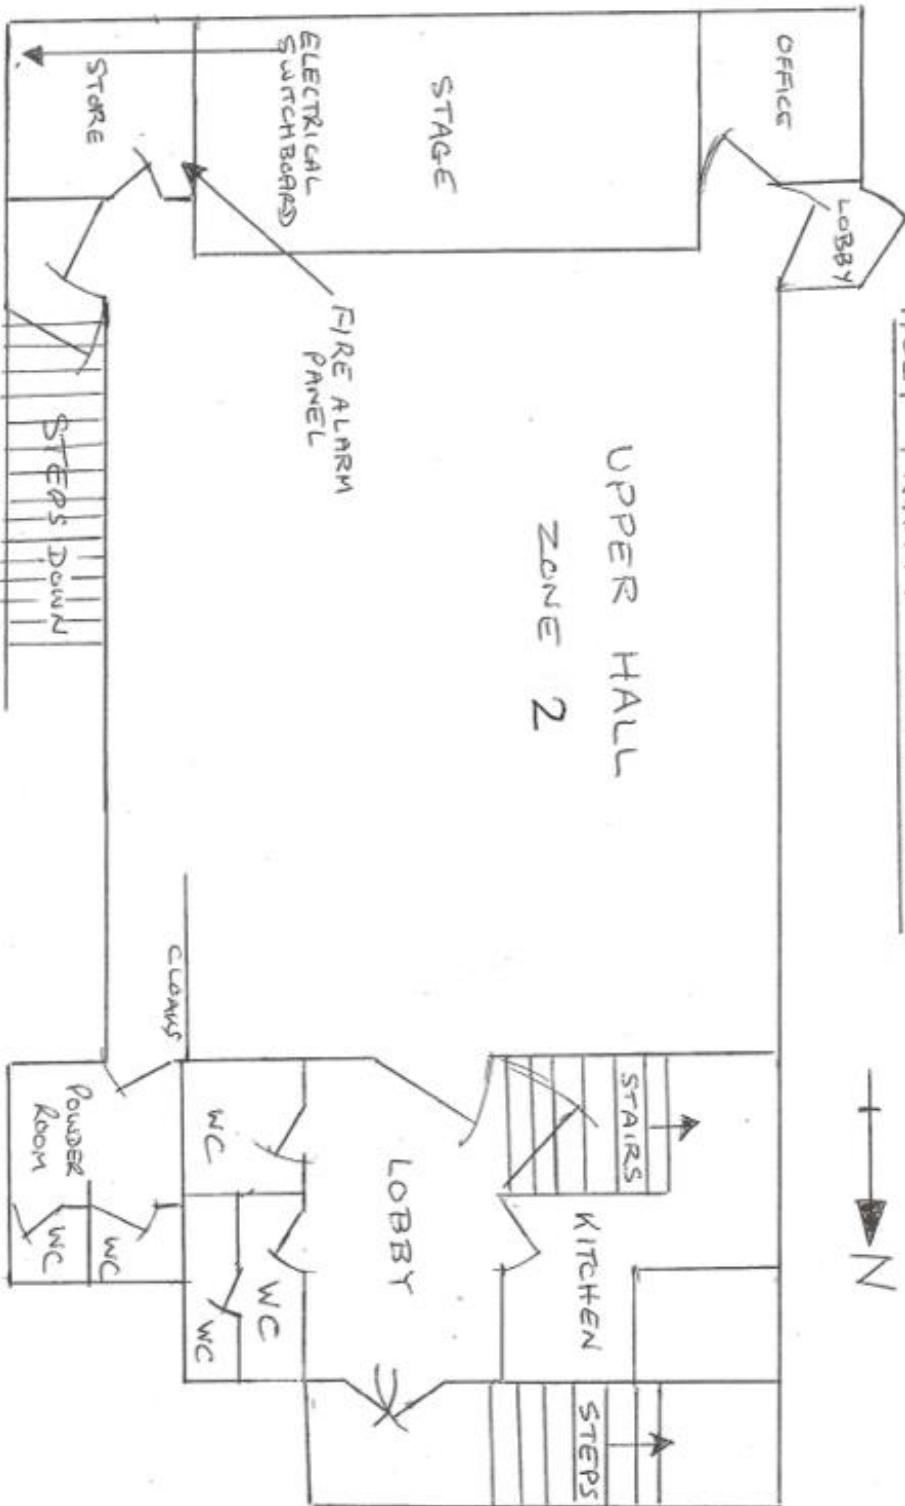 OFFICE
LOBBY
STAGE
ELECTRICAL
SWITCHBOARD
STORE
FIRE ALARM
PANEL
STEPS DOWN
UPPER HALL
ZONE 2
CLOAKS
POWDER
ROOM
WC
WC
WC
WC
WC
LOBBY
STAIRS
KITCHEN
STEPS
N